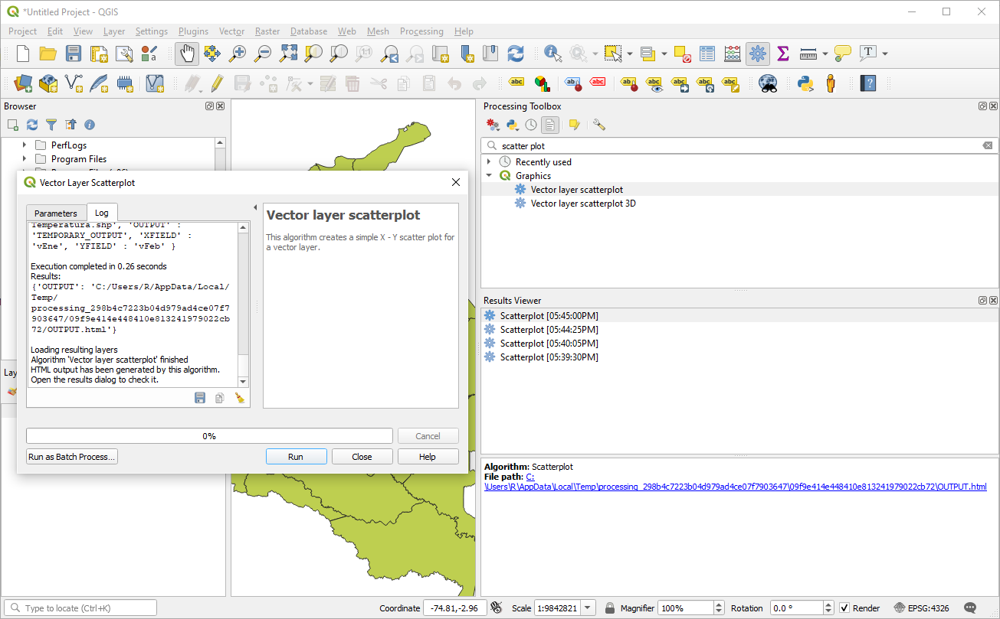 *Untitled Project - QGIS
Project Edit View Layer Settings Plugins Vector Raster Database Web Mesh Processing Help
Browser
PerfLogs
Program Files
Vector Layer Scatterplot
Parameters
Log
Temperatura.shp', 'OUTPUT' :
'TEMPORARY_OUTPUT', 'XFIELD' :
'vEne', 'YFIELD' : 'vFeb' }
Execution completed in 0.26 seconds
Results:
{'OUTPUT': 'C:/Users/R/AppData/Local/
Temp/
processing_298b4c7223b04d979ad4ce07f7
903647/09f9e414e448410e813241979022cb
72/OUTPUT.html'}
Loading resulting layers
Algorithm 'Vector layer scatterplot' finished
HTML output has been generated by this algorithm.
Open the results dialog to check it.
Vector layer scatterplot
This algorithm creates a simple X - Y scatter plot for
a vector layer.
0%
Cancel
Run as Batch Process...
Run
Close
Help
Lay
Processing Toolbox
scatter plot
Recently used
Graphics
Vector layer scatterplot
Vector layer scatterplot 3D
Results Viewer
Scatterplot [05:45:00PM]
Scatterplot [05:44:25PM]
Scatterplot [05:40:05PM]
Scatterplot [05:39:30PM]
Algorithm: Scatterplot
File path: C:
\Users\R\AppData\Local\Temp\processing_298b4c7223b04d979ad4ce07f7903647\09f9e414e448410e813241979022cb72\OUTPUT.html
Type to locate (Ctrl+K)
Coordinate -74.81,-2.96
Scale 1:9842821
Magnifier 100%
Rotation 0.0 °
Render
EPSG:4326